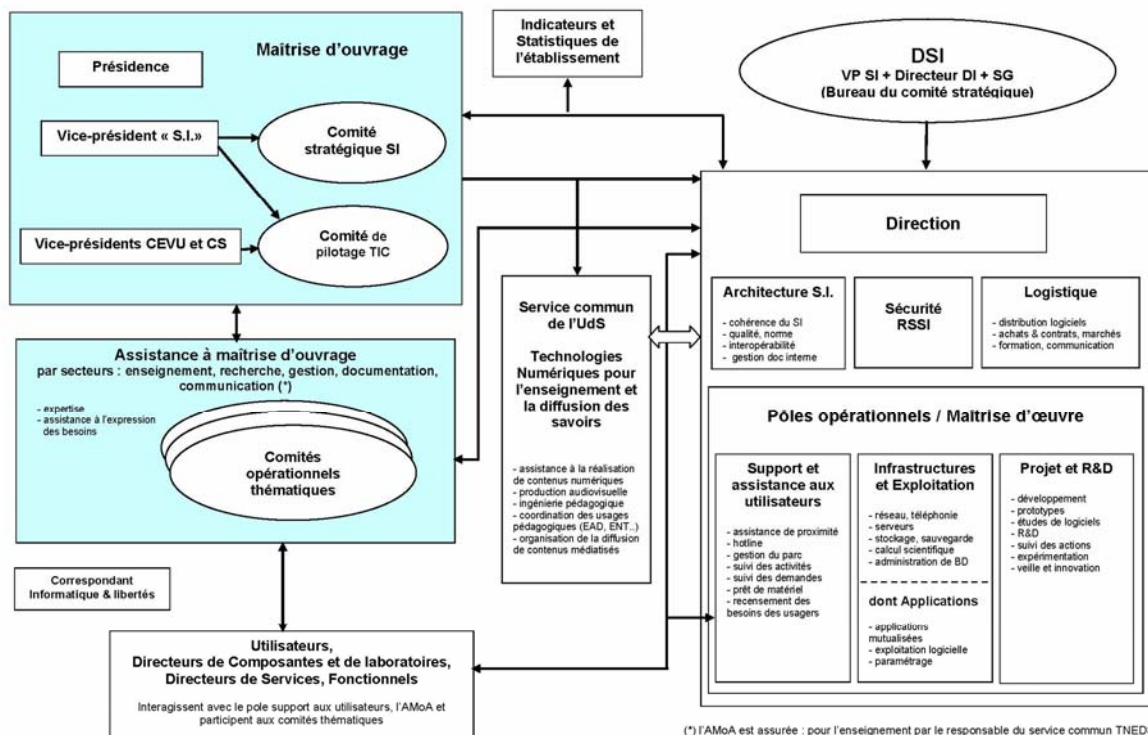 Maîtrise d'ouvrage
Présidence
Vice-président « S.I.»
Comité
stratégique SI
Vice-présidents CEVU et CS
Comité de
pilotage TIC
Indicateurs et
Statistiques de
l'établissement
DSI
VP SI + Directeur DI + SG
(Bureau du comité stratégique)
Assistance à maîtrise d'ouvrage
par secteurs : enseignement, recherche, gestion, documentation,
communication (*)
- expertise
- assistance à l'expression
des besoins
Comités
opérationnels
thématiques
Correspondant
Informatique & libertés
Utilisateurs,
Directeurs de Composantes et de laboratoires,
Directeurs de Services, Fonctionnels
Interagissent avec le pole support aux utilisateurs, l'AMoA et
participent aux comités thématiques
Service commun
de l'UdS
Technologies
Numériques pour
l'enseignement et
la diffusion des
savoirs
- assistance à la réalisation
de contenus numériques
- production audiovisuelle
- ingénierie pédagogique
- coordination des usages
pédagogiques (EAD, ENT..)
- organisation de la diffusion
de contenus médiatisés
Direction
Architecture S.I.
- cohérence du SI
- qualité, norme
- interopérabilité
- gestion doc interne
Sécurité
RSSI
Logistique
- distribution logiciels
- achats & contrats, marchés
- formation, communication
Pôles opérationnels / Maîtrise d'œuvre
Support et
assistance aux
utilisateurs
- assistance de proximité
- hotline
- gestion du parc
- suivi des activités
- suivi des demandes
- prêt de matériel
- recensement des
besoins des usagers
Infrastructures
et Exploitation
- réseau, téléphonie
- serveurs
- stockage, sauvegarde
- calcul scientifique
- administration de BD
dont Applications
- applications
mutualisées
- exploitation logicielle
- paramétrage
Projet et R&D
- développement
- prototypes
- études de logiciels
- R&D
- suivi des actions
- expérimentation
- veille et innovation
(*) l'AMoA est assurée : pour l'enseignement par le responsable du service commun TNED